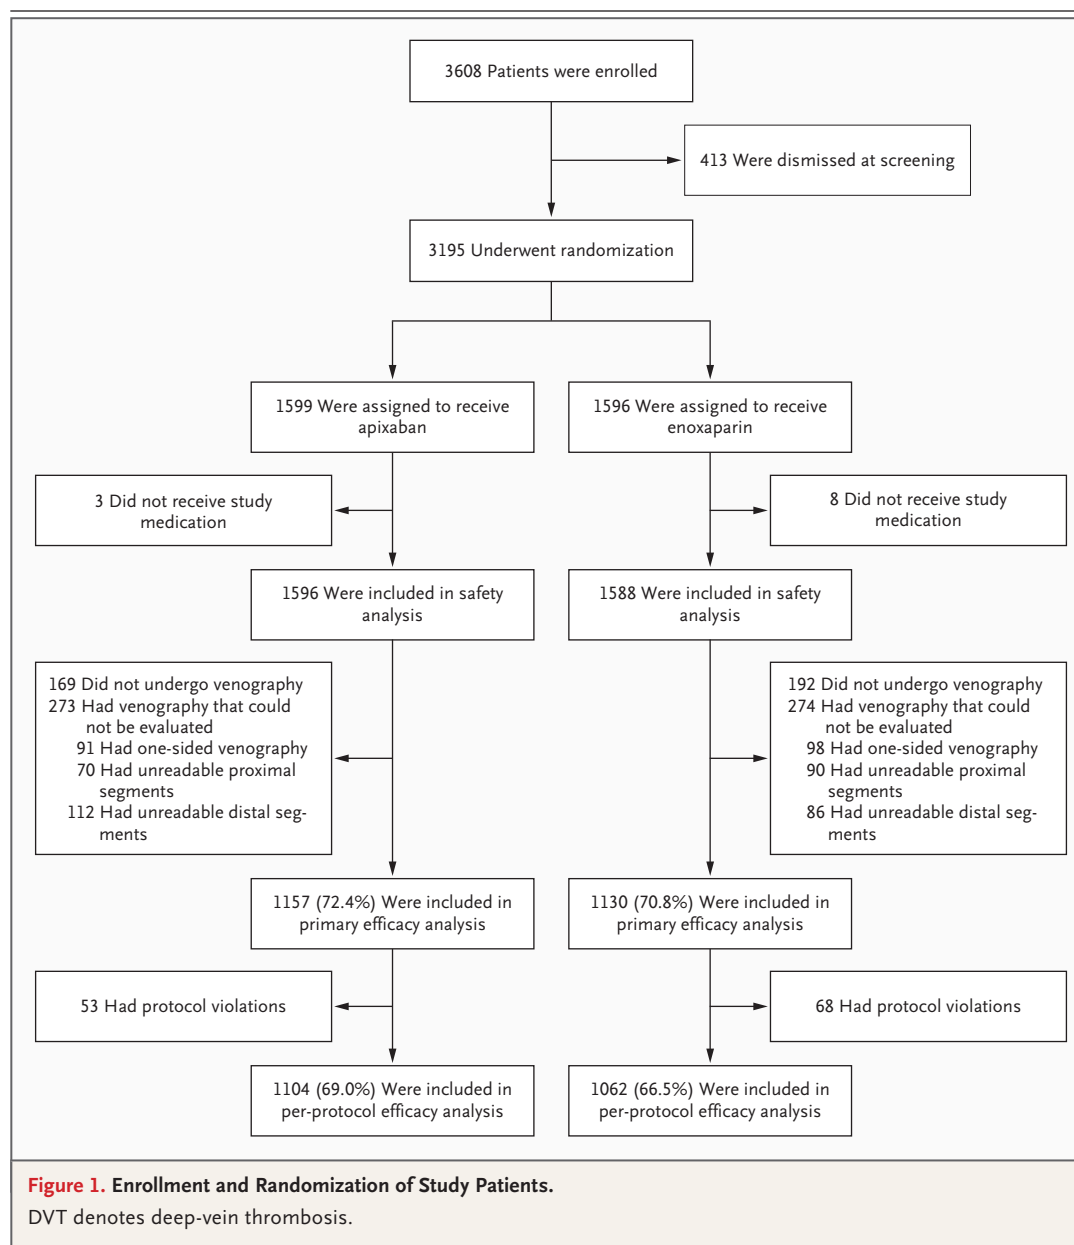 3608 Patients were enrolled
413 Were dismissed at screening
3195 Underwent randomization
1599 Were assigned to receive
apixaban
1596 Were assigned to receive
enoxaparin
3 Did not receive study
medication
8 Did not receive study
medication
1596 Were included in safety
analysis
1588 Were included in safety
analysis
169 Did not undergo venography
273 Had venography that could
not be evaluated
91 Had one-sided venography
70 Had unreadable proximal
segments
112 Had unreadable distal seg-
ments
192 Did not undergo venography
274 Had venography that could
not be evaluated
98 Had one-sided venography
90 Had unreadable proximal
segments
86 Had unreadable distal seg-
ments
1157 (72.4%) Were included in
primary efficacy analysis
1130 (70.8%) Were included in
primary efficacy analysis
53 Had protocol violations
68 Had protocol violations
1104 (69.0%) Were included in
per-protocol efficacy analysis
1062 (66.5%) Were included in
per-protocol efficacy analysis
Figure 1. Enrollment and Randomization of Study Patients.
DVT denotes deep-vein thrombosis.